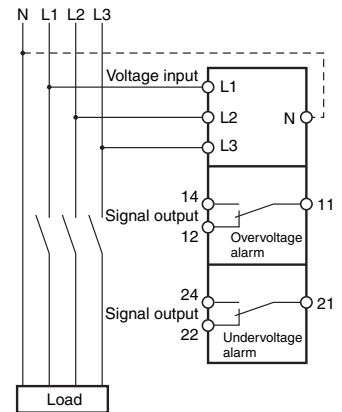 N L1 L2 L3
Voltage input
L1
L2
N
L3
14
11
Signal output
12
Overvoltage
alarm
24
21
Signal output
22
Undervoltage
alarm
Load